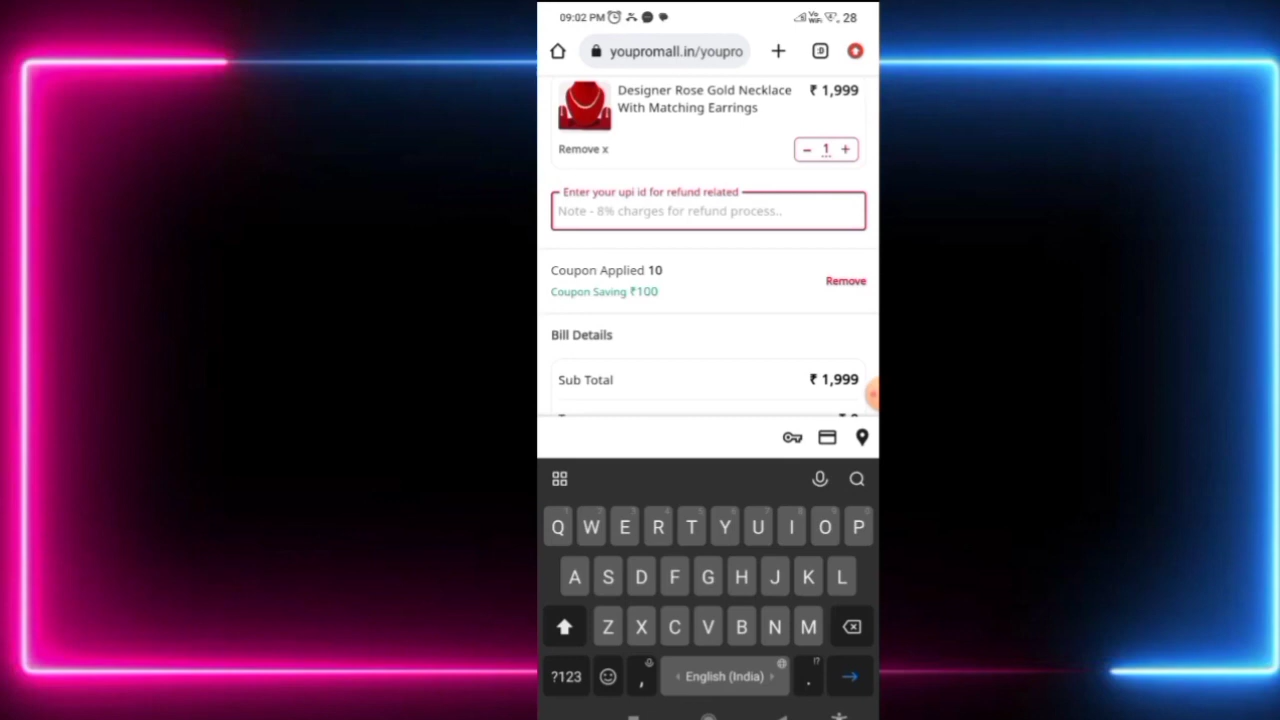 09:02 PM Vo WiFi 28
youpromall.in/youpro :D
Designer Rose Gold Necklace ₹ 1,999
With Matching Earrings
Remove x - 1 +
Enter your upi id for refund related
Note - 8% charges for refund process..
Coupon Applied 10
Remove
Coupon Saving ₹100
Bill Details
Sub Total ₹ 1,999
Q W E R T Y U I O P
A S D F G H J K L
Z X C V B N M
?123 , English (India) . !?